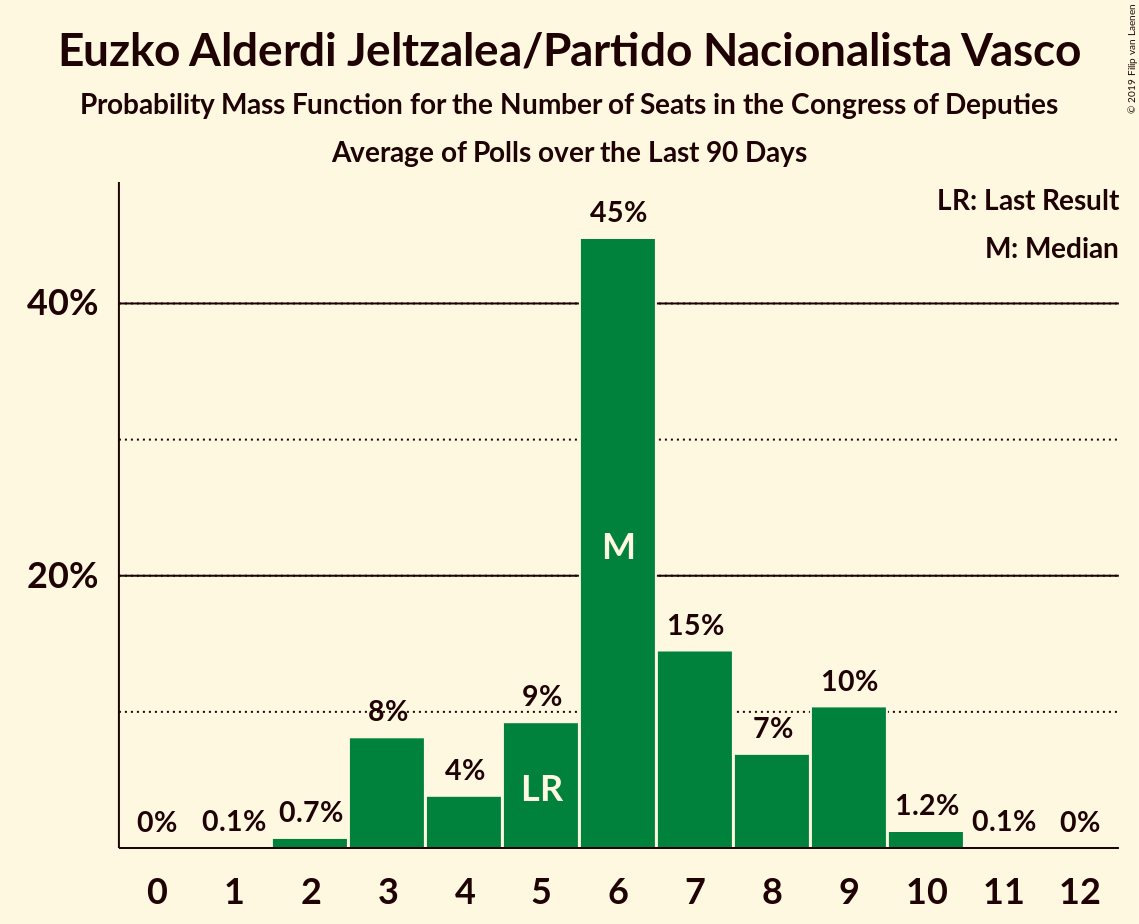 Euzko Alderdi Jeltzalea/Partido Nacionalista Vasco
Probability Mass Function for the Number of Seats in the Congress of Deputies
Average of Polls over the Last 90 Days
© 2019 Filip van Laenen
LR: Last Result
M: Median
40%
20%
0%
0.1%
0.7%
8%
4%
9%
45%
15%
7%
10%
1.2%
0.1%
0%
LR
M
0 1 2 3 4 5 6 7 8 9 10 11 12